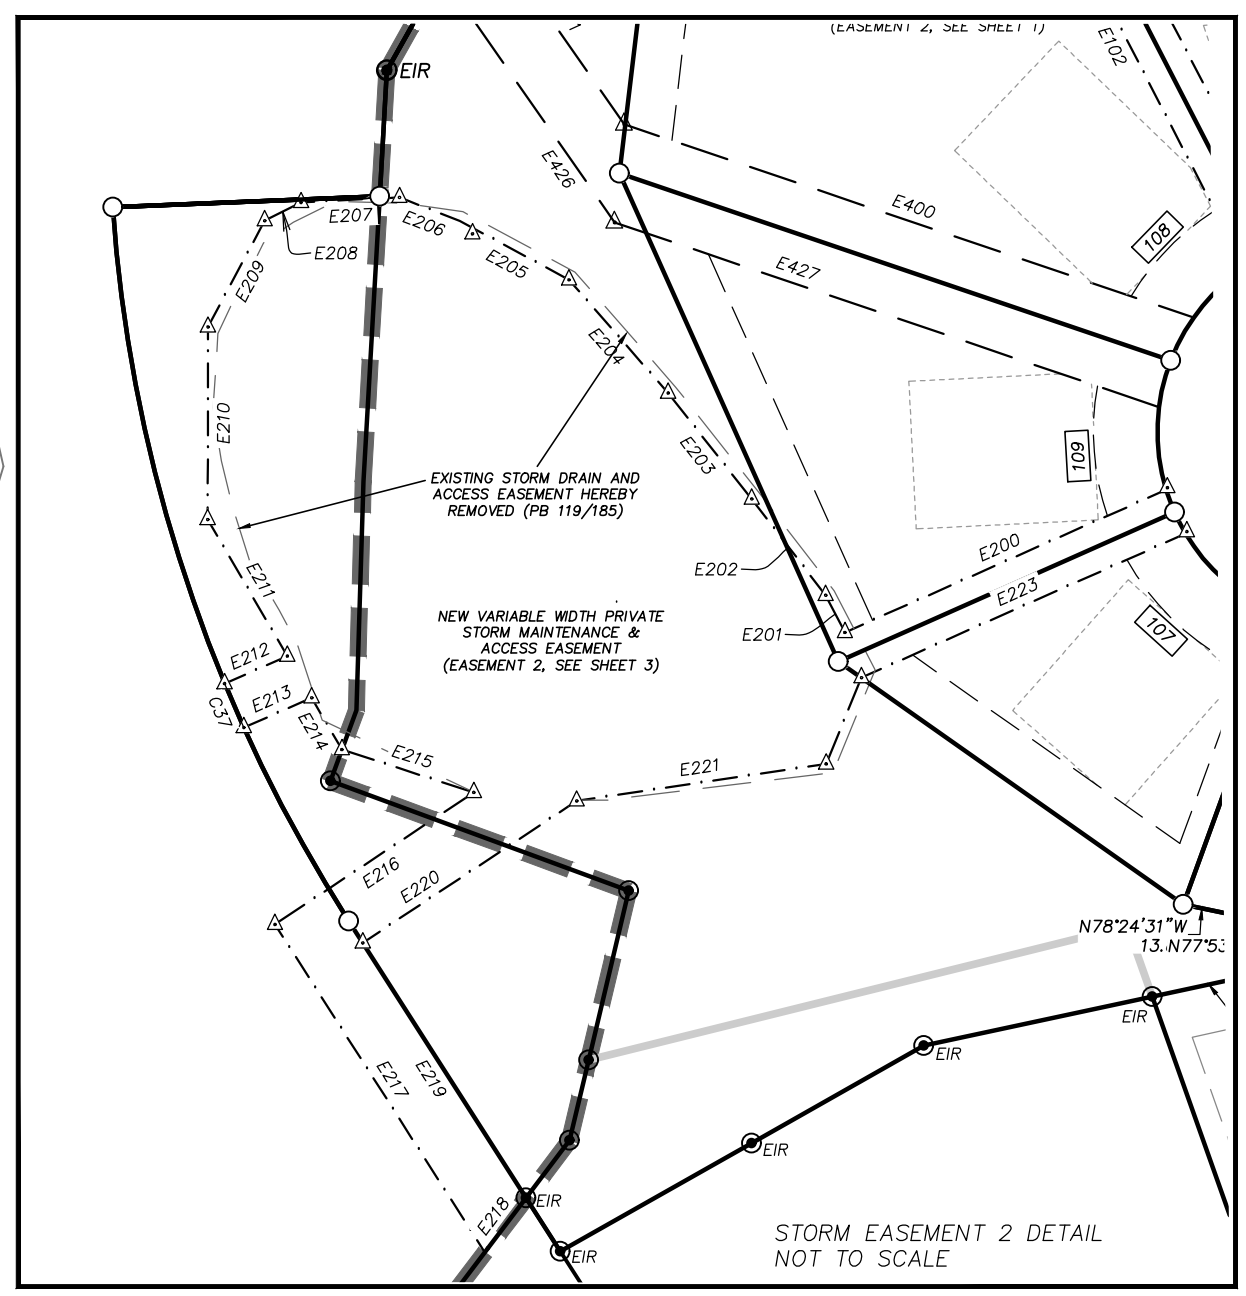 (EASEMENT 2, SEE SHEET 1)
E102
EIR
E426
E400
108
E207
E206
E208
E205
E427
E209
E204
E210
109
E203
EXISTING STORM DRAIN AND
ACCESS EASEMENT HEREBY
REMOVED (PB 119/185)
E200
E202
E211
E223
NEW VARIABLE WIDTH PRIVATE
STORM MAINTENANCE &
ACCESS EASEMENT
(EASEMENT 2, SEE SHEET 3)
E201
107
E212
E213
C37
E214
E215
E221
E216
E220
N78°24'31"W
13.
N77°53
EIR
EIR
E217
E219
EIR
EIR
E218
EIR
STORM EASEMENT 2 DETAIL
NOT TO SCALE